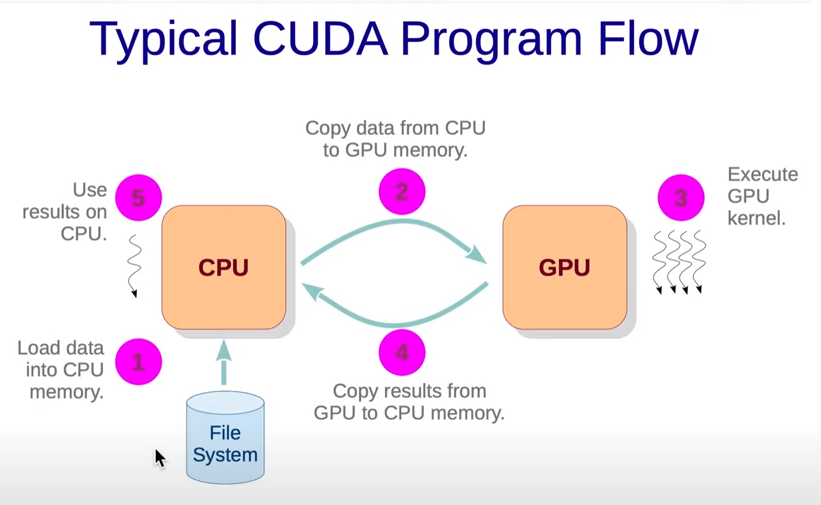 Typical CUDA Program Flow
Copy data from CPU
to GPU memory.
2
5
Use
results on
CPU.
CPU
GPU
3
Execute
GPU
kernel.
1
Load data
into CPU
memory.
4
Copy results from
GPU to CPU memory.
File
System